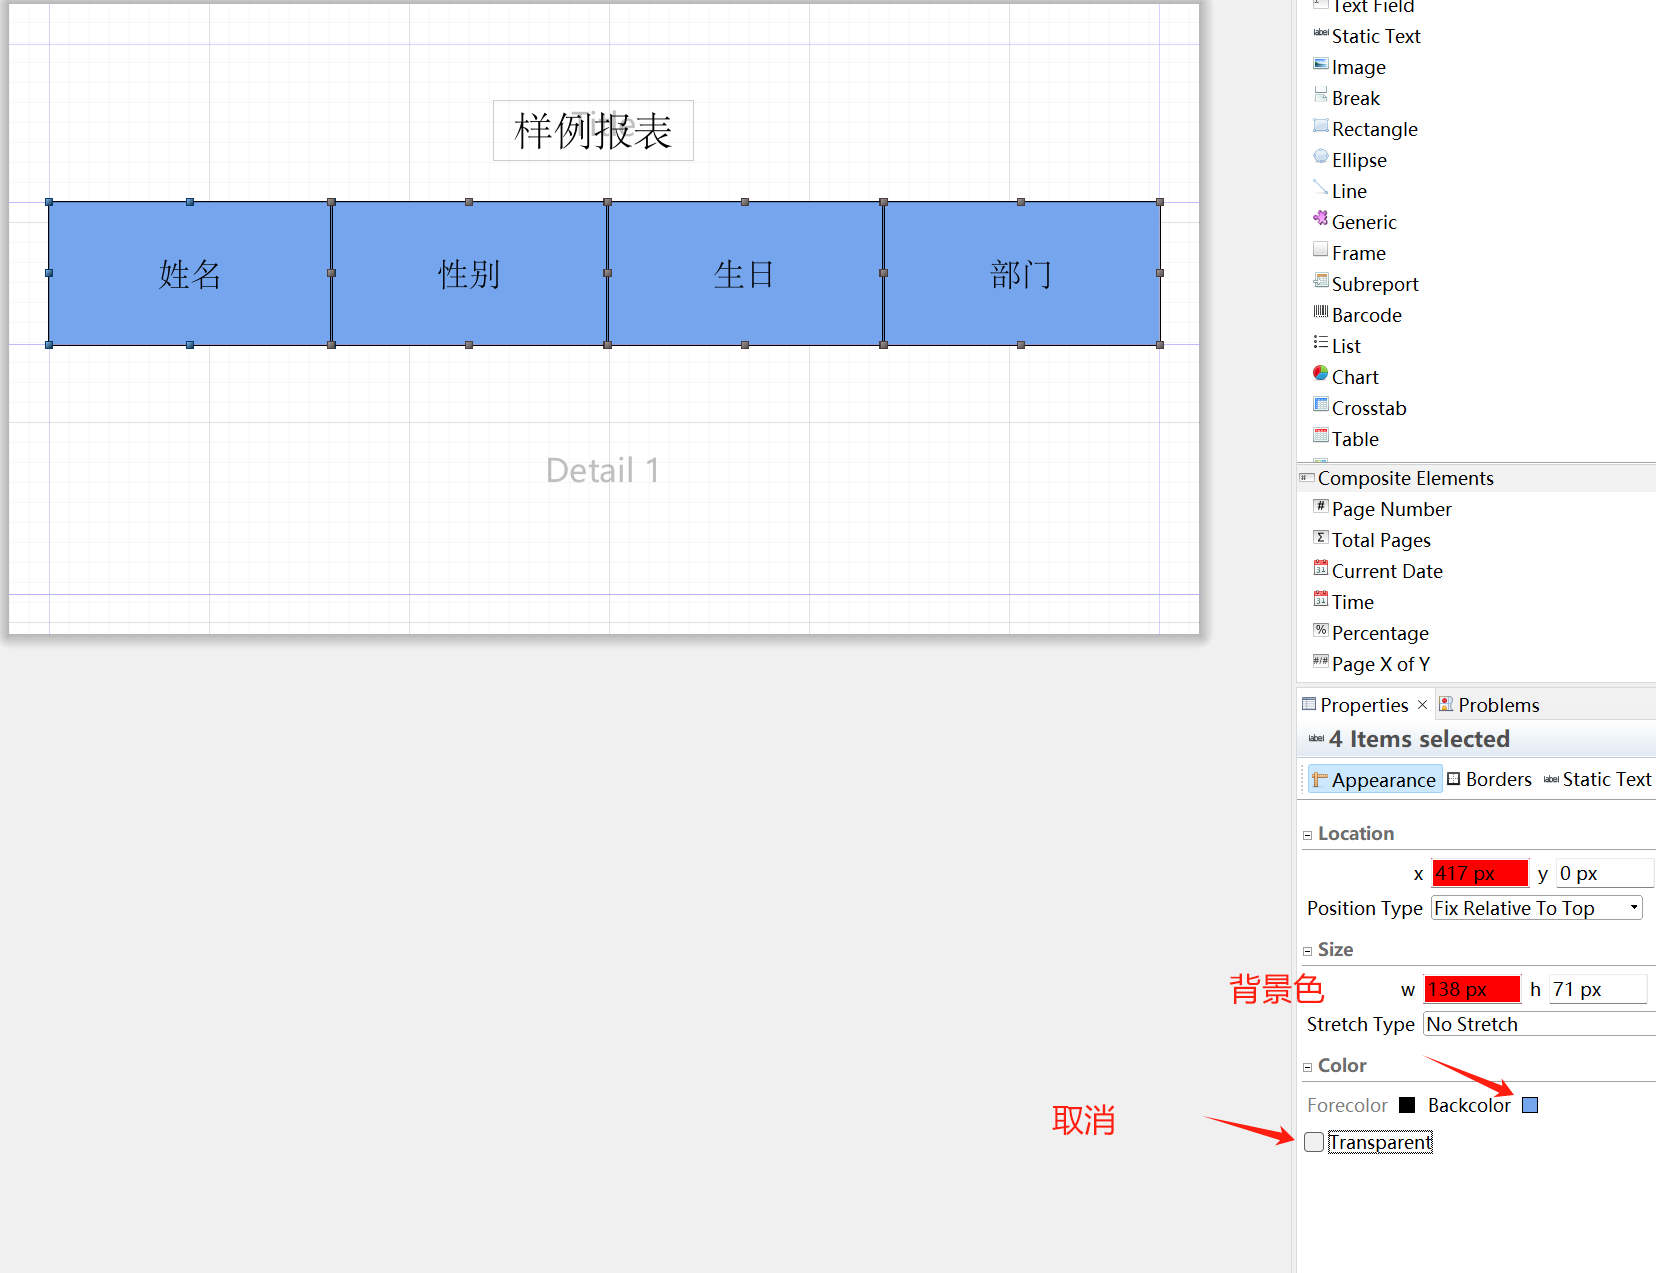 Text Field
Static Text
Image
Break
Rectangle
Ellipse
Line
Generic
Frame
Subreport
Barcode
List
Chart
Crosstab
Table
Title
样例报表
姓名 性别 生日 部门
Detail 1
Composite Elements
Page Number
Total Pages
Current Date
Time
Percentage
Page X of Y
Properties Problems
label 4 Items selected
Appearance Borders label Static Text
Location
x 417 px y 0 px
Position Type Fix Relative To Top
Size
背景色
w 138 px h 71 px
Stretch Type No Stretch
Color
Forecolor Backcolor
取消
Transparent